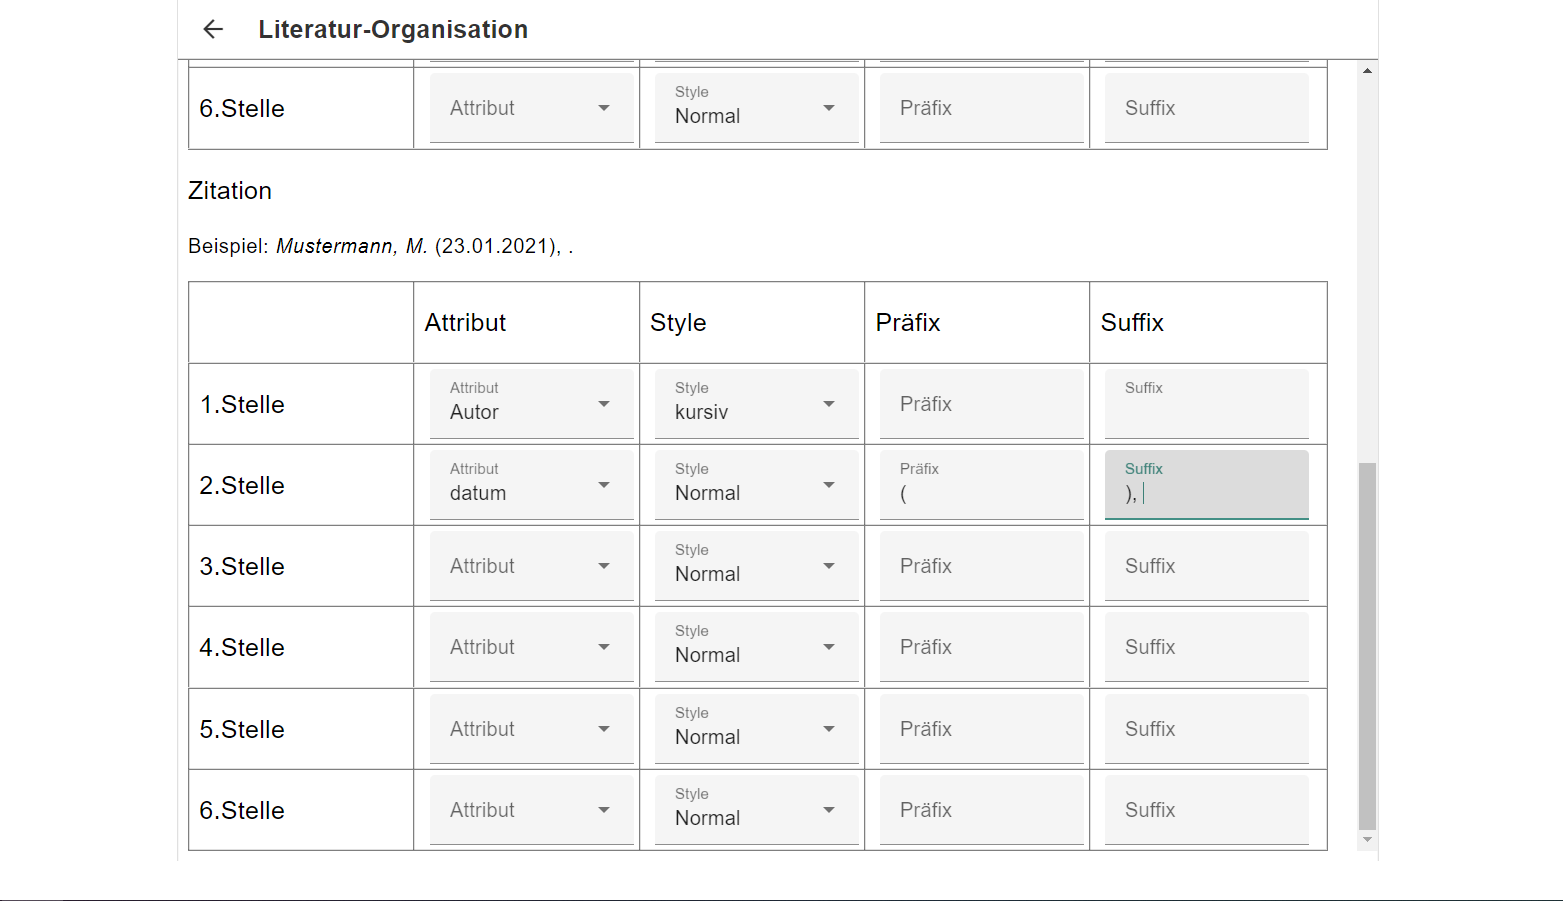 Literatur-Organisation
6.Stelle Attribut Style Normal Präfix Suffix
Zitation
Beispiel: Mustermann, M. (23.01.2021), .
Attribut Style Präfix Suffix
1.Stelle Attribut Autor Style kursiv Präfix Suffix
2.Stelle Attribut datum Style Normal Präfix ( Suffix ),
3.Stelle Attribut Style Normal Präfix Suffix
4.Stelle Attribut Style Normal Präfix Suffix
5.Stelle Attribut Style Normal Präfix Suffix
6.Stelle Attribut Style Normal Präfix Suffix